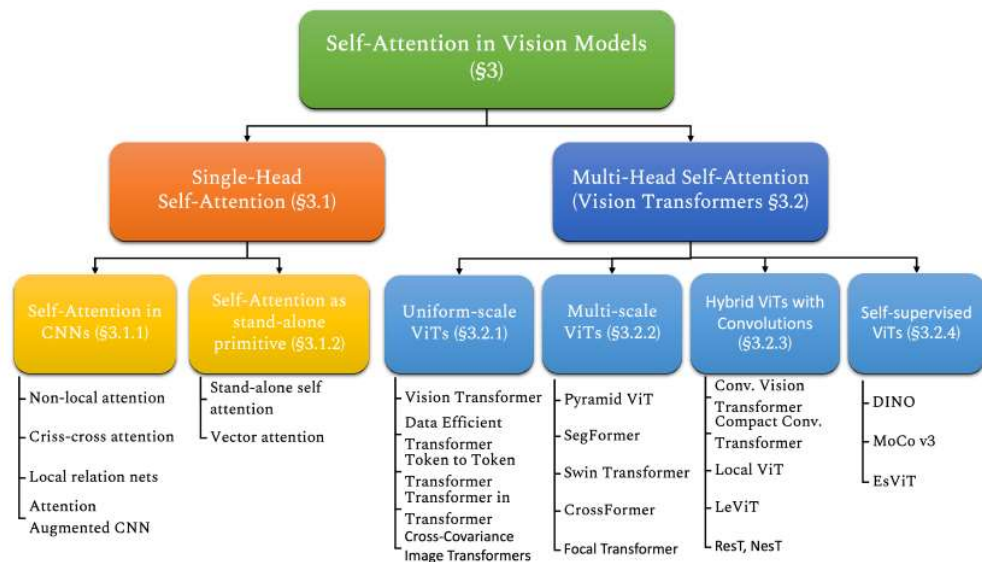 Self-Attention in Vision Models
(§3)
Single-Head
Self-Attention (§3.1)
Multi-Head Self-Attention
(Vision Transformers §3.2)
Self-Attention in
CNNs (§3.1.1)
Self-Attention as
stand-alone
primitive (§3.1.2)
Uniform-scale
ViTs (§3.2.1)
Multi-scale
ViTs (§3.2.2)
Hybrid ViTs with
Convolutions
(§3.2.3)
Self-supervised
ViTs (§3.2.4)
Non-local attention
Criss-cross attention
Local relation nets
Attention
Augmented CNN
Stand-alone self
attention
Vector attention
Vision Transformer
Data Efficient
Transformer
Token to Token
Transformer
Transformer in
Transformer
Cross-Covariance
Image Transformers
Pyramid ViT
SegFormer
Swin Transformer
CrossFormer
Focal Transformer
Conv. Vision
Transformer
Compact Conv.
Transformer
Local ViT
LeViT
ResT, NesT
DINO
MoCo v3
EsViT